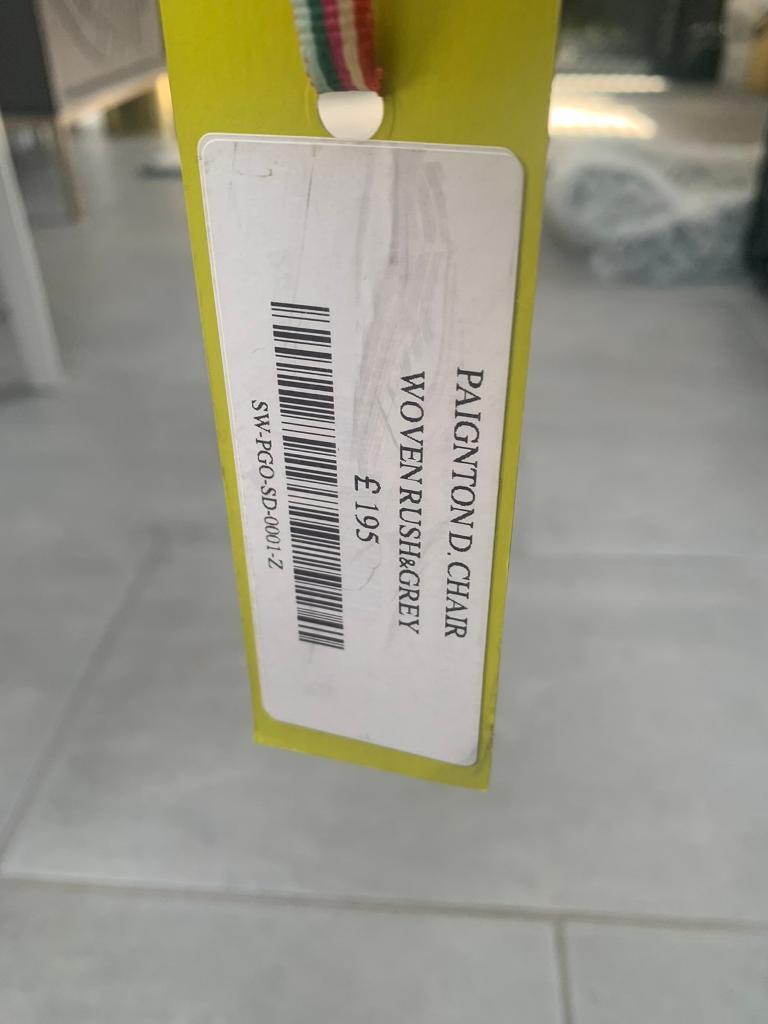 PAIGNTON D. CHAIR
WOVEN RUSH&GREY
£ 195
SW-PGO-SD-0001-Z